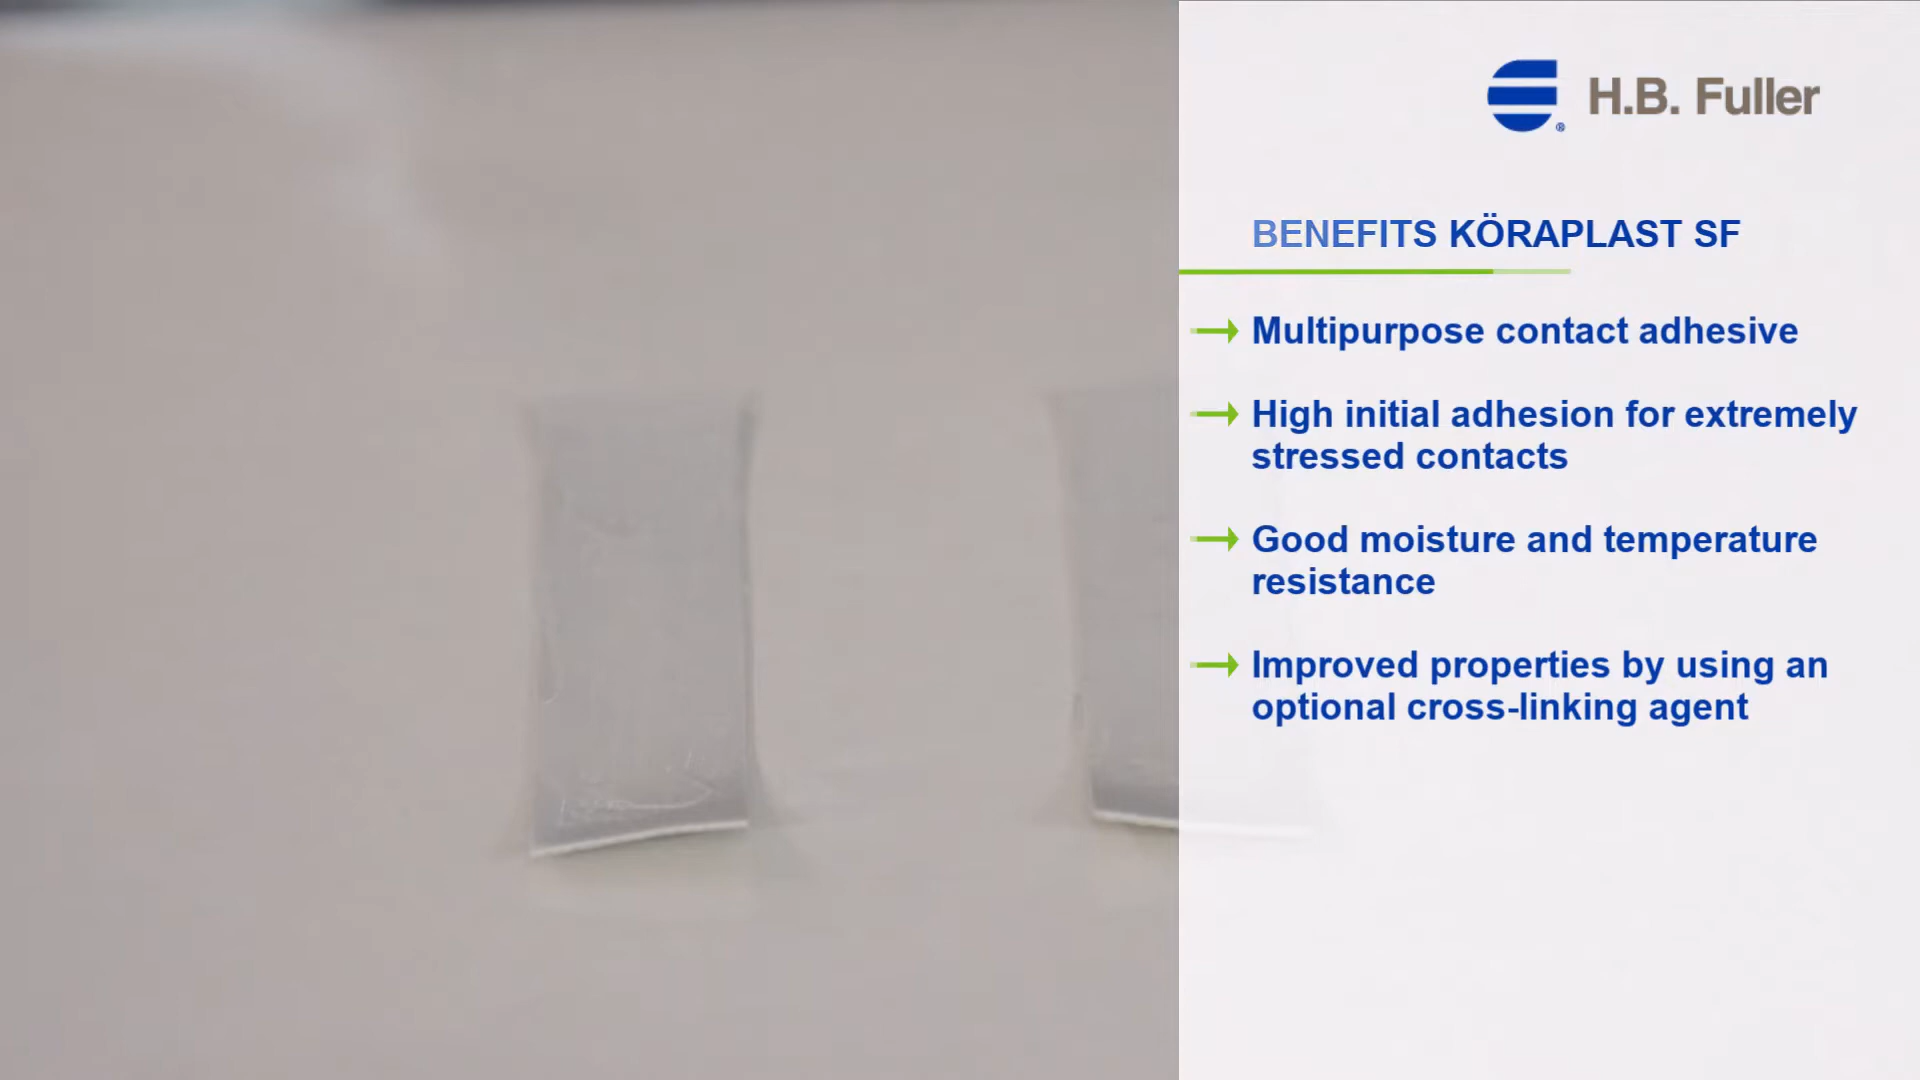 H.B. Fuller
BENEFITS KÖRAPLAST SF
Multipurpose contact adhesive
High initial adhesion for extremely
stressed contacts
Good moisture and temperature
resistance
Improved properties by using an
optional cross-linking agent